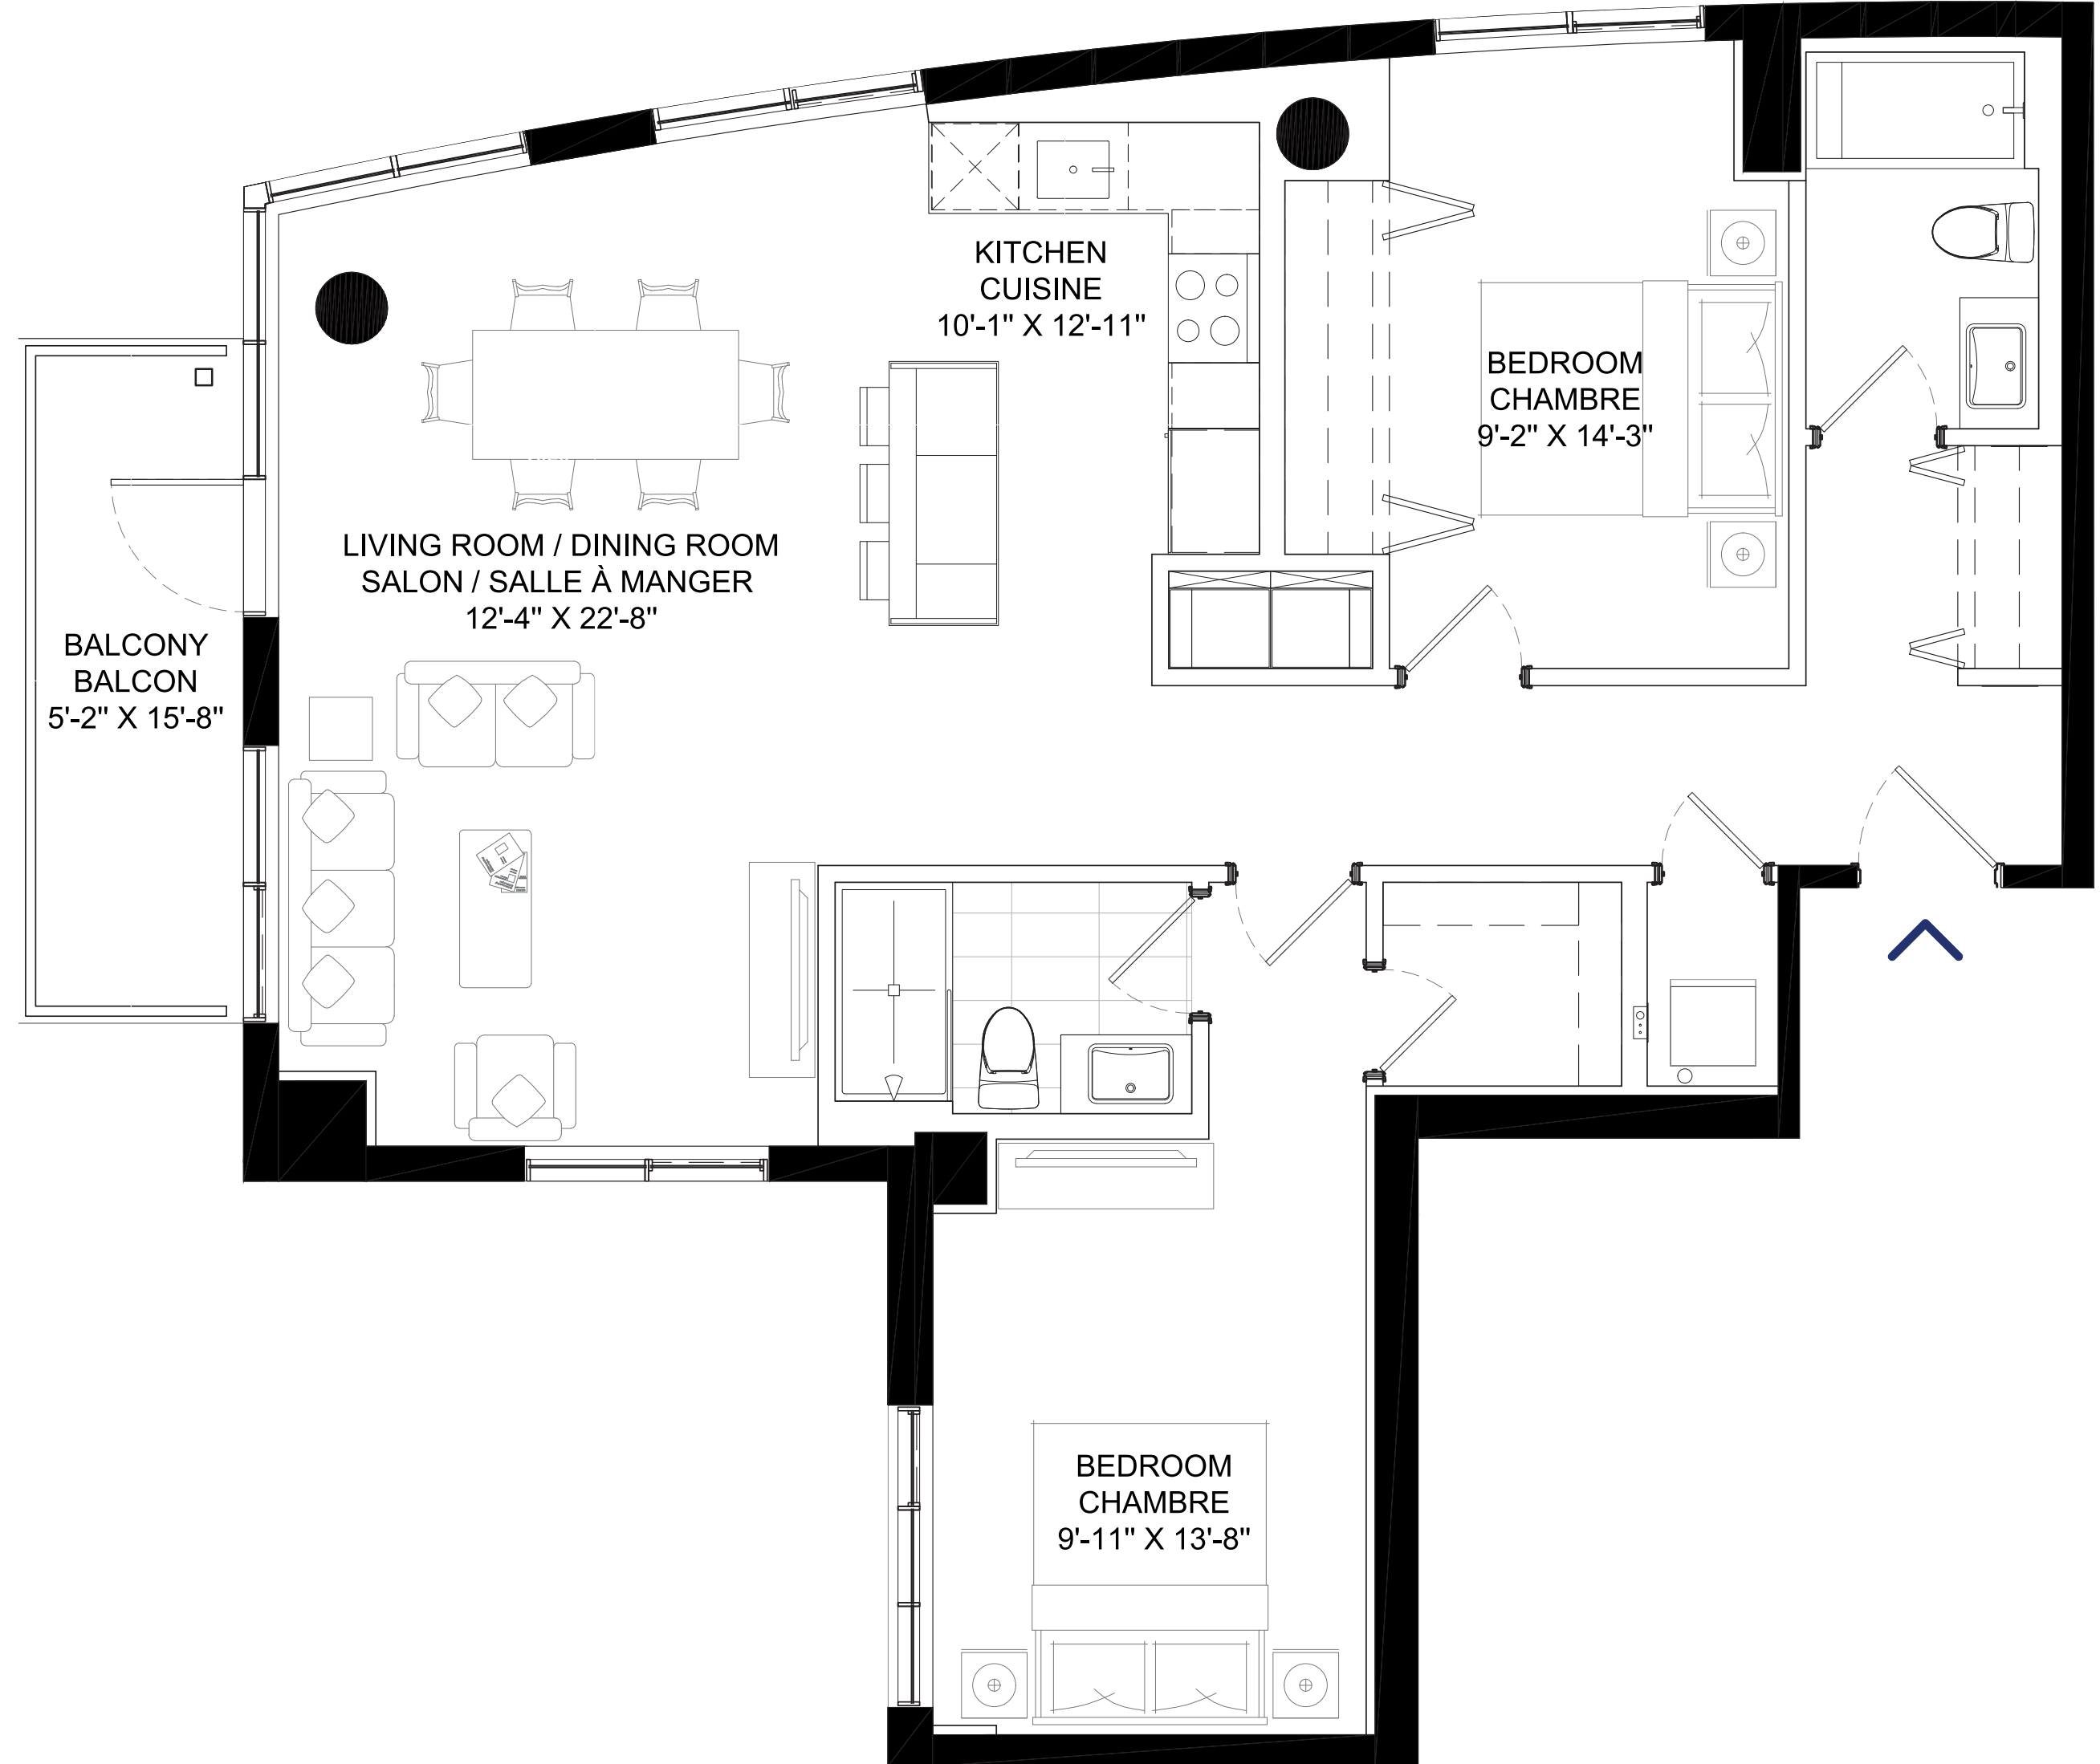 KITCHEN
CUISINE
10'-1" X 12'-11"
BEDROOM
CHAMBRE
9'-2" X 14'-3"
LIVING ROOM / DINING ROOM
SALON / SALLE À MANGER
12'-4" X 22'-8"
BALCONY
BALCON
5'-2" X 15'-8"
BEDROOM
CHAMBRE
9'-11" X 13'-8"